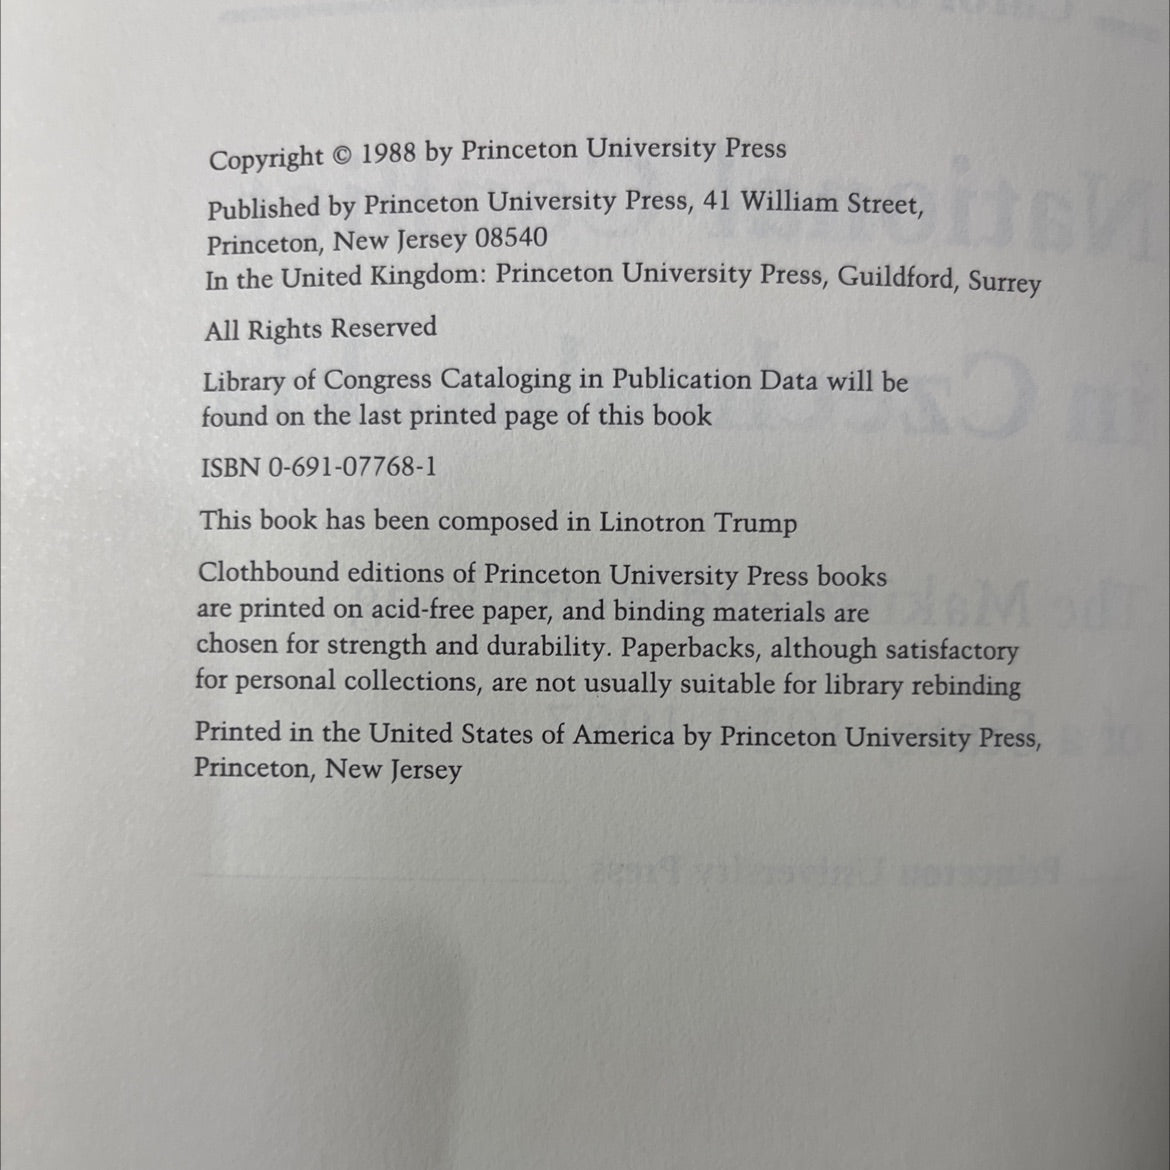 Copyright © 1988 by Princeton University Press
Published by Princeton University Press, 41 William Street,
Princeton, New Jersey 08540
In the United Kingdom: Princeton University Press, Guildford, Surrey
All Rights Reserved
Library of Congress Cataloging in Publication Data will be
found on the last printed page of this book
ISBN 0-691-07768-1
This book has been composed in Linotron Trump
Clothbound editions of Princeton University Press books
are printed on acid-free paper, and binding materials are
chosen for strength and durability. Paperbacks, although satisfactory
for personal collections, are not usually suitable for library rebinding
Printed in the United States of America by Princeton University Press,
Princeton, New Jersey